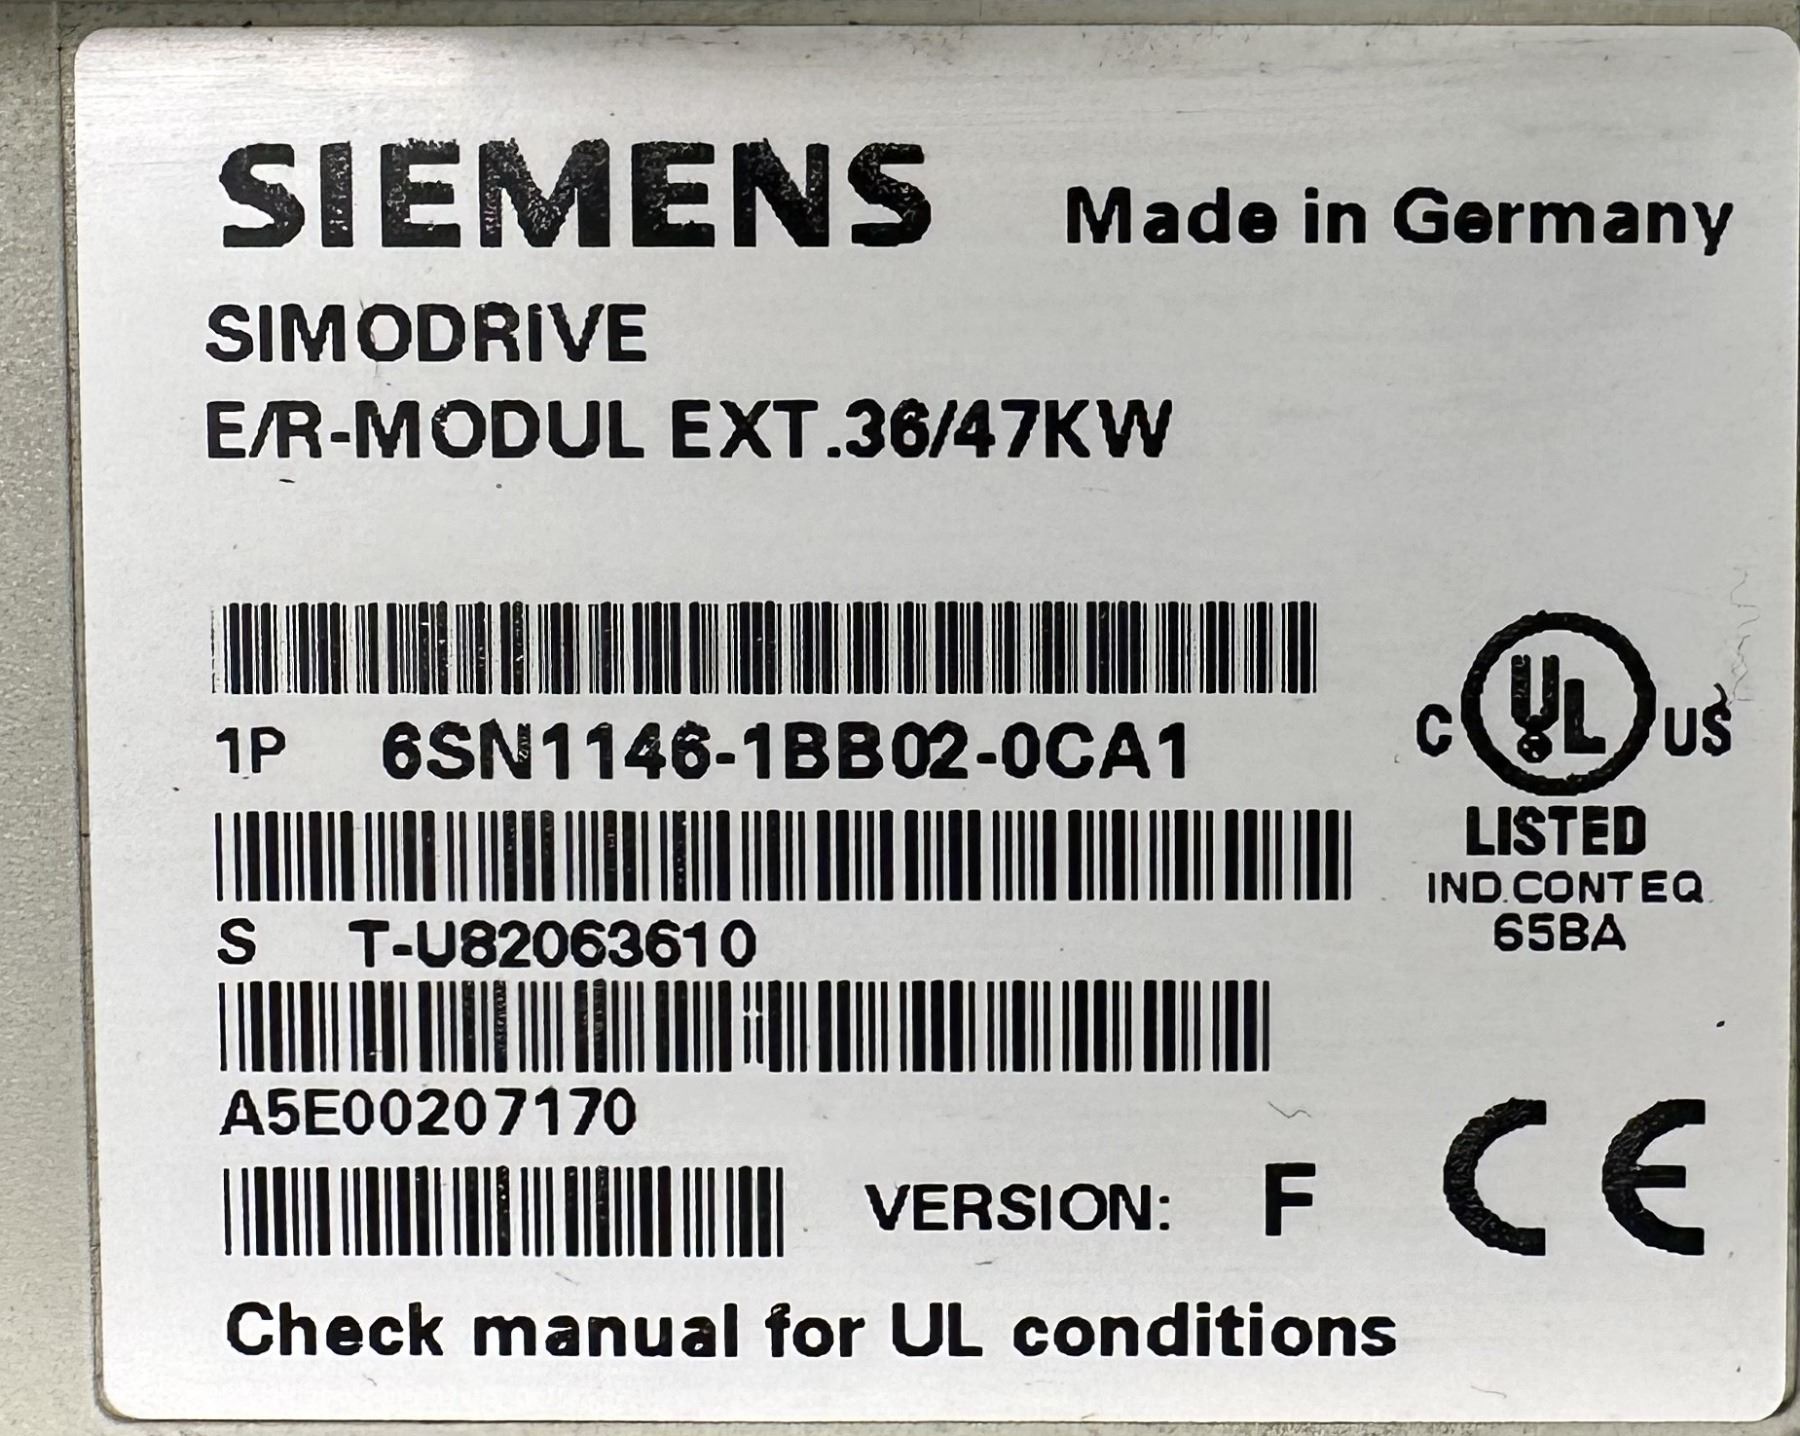 SIEMENS Made in Germany
SIMODRIVE
E/R-MODUL EXT.36/47KW
1P 6SN1146-1BB02-0CA1
C UL US
LISTED
IND.CONT EQ.
65BA
S T-U82063610
A5E00207170
VERSION: F CE
Check manual for UL conditions